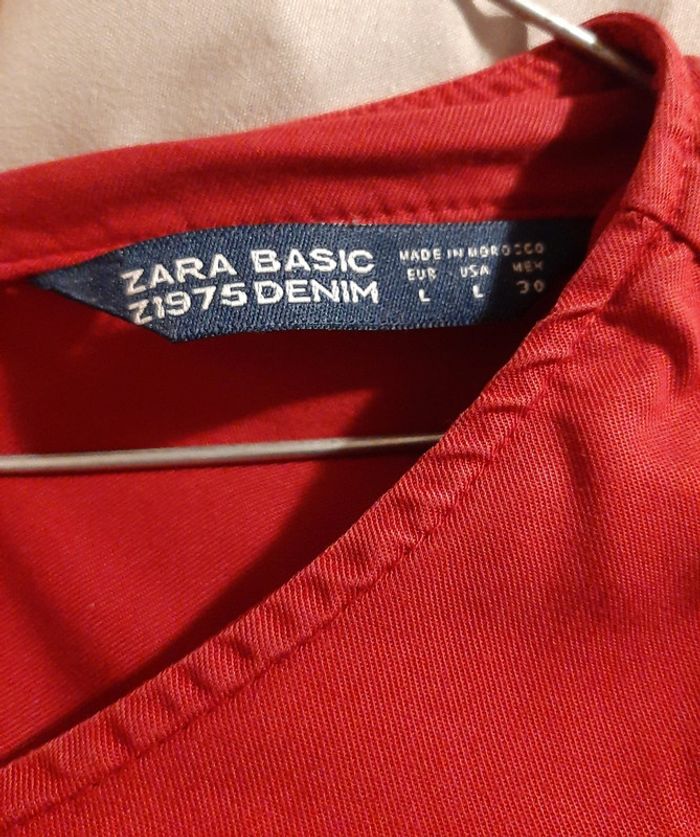 ZARA BASIC
Z1975 DENIM
MADE IN MOROCCO
EUR USA MEX
L L 30